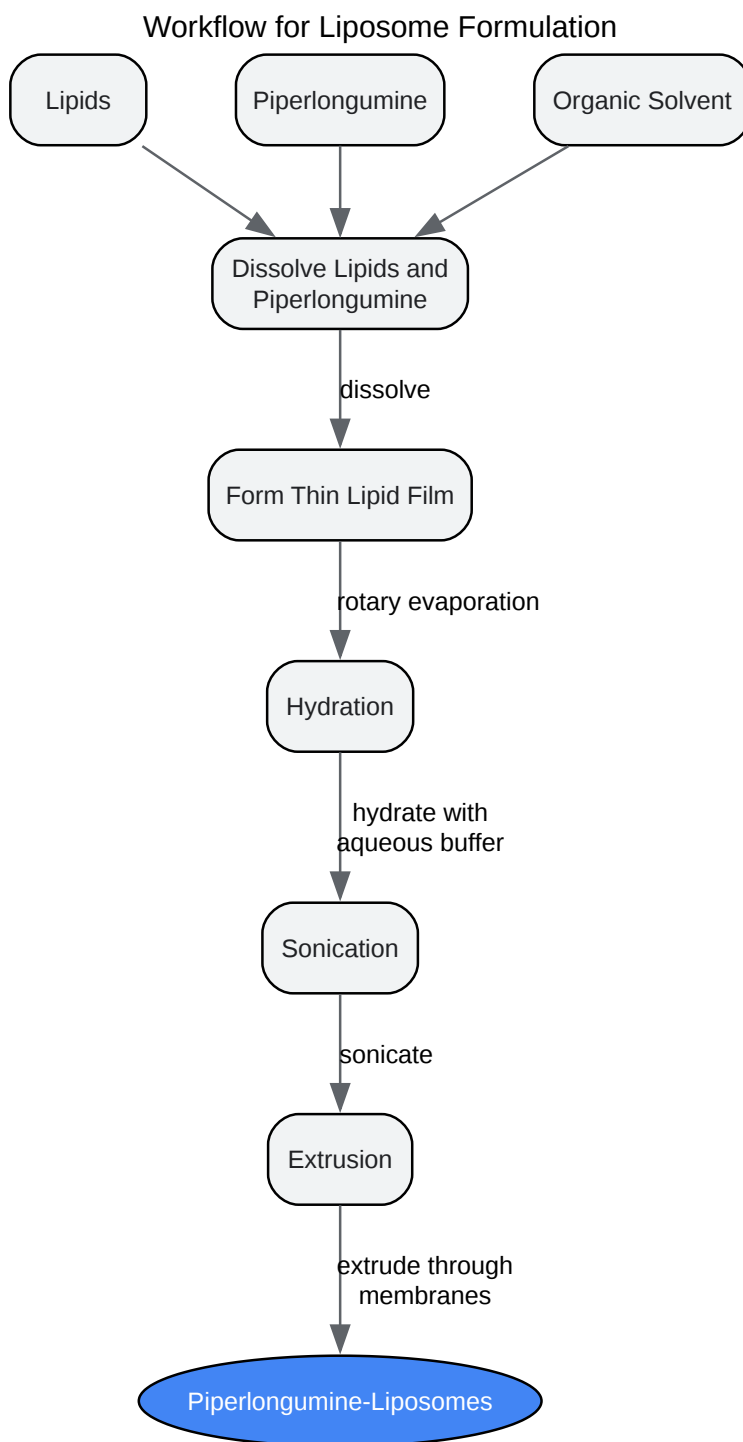 Workflow for Liposome Formulation
Lipids
Piperlongumine
Organic Solvent
Dissolve Lipids and
Piperlongumine
dissolve
Form Thin Lipid Film
rotary evaporation
Hydration
hydrate with
aqueous buffer
Sonication
sonicate
Extrusion
extrude through
membranes
Piperlongumine-Liposomes